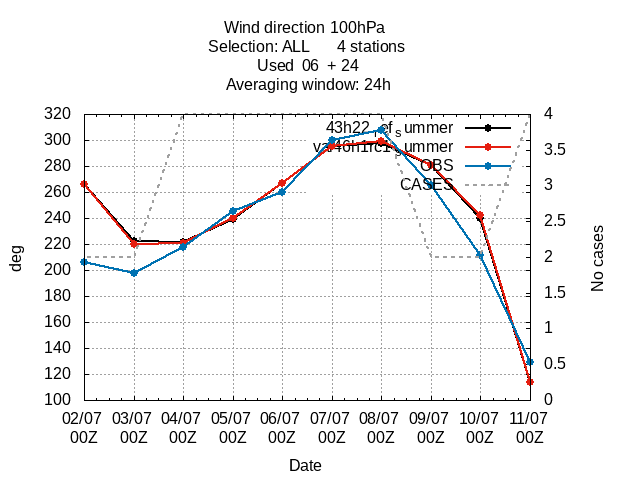 Wind direction 100hPa
Selection: ALL 4 stations
Used 06 + 24
Averaging window: 24h
320
300
280
260
240
220
200
180
160
140
120
100
4
3.5
3
2.5
2
1.5
1
0.5
0
ummer
ummer
OBS
CASES
deg
No cases
02/07 03/07 04/07 05/07 06/07 07/07 08/07 09/07 10/07 11/07
00Z 00Z 00Z 00Z 00Z 00Z 00Z 00Z 00Z 00Z
Date